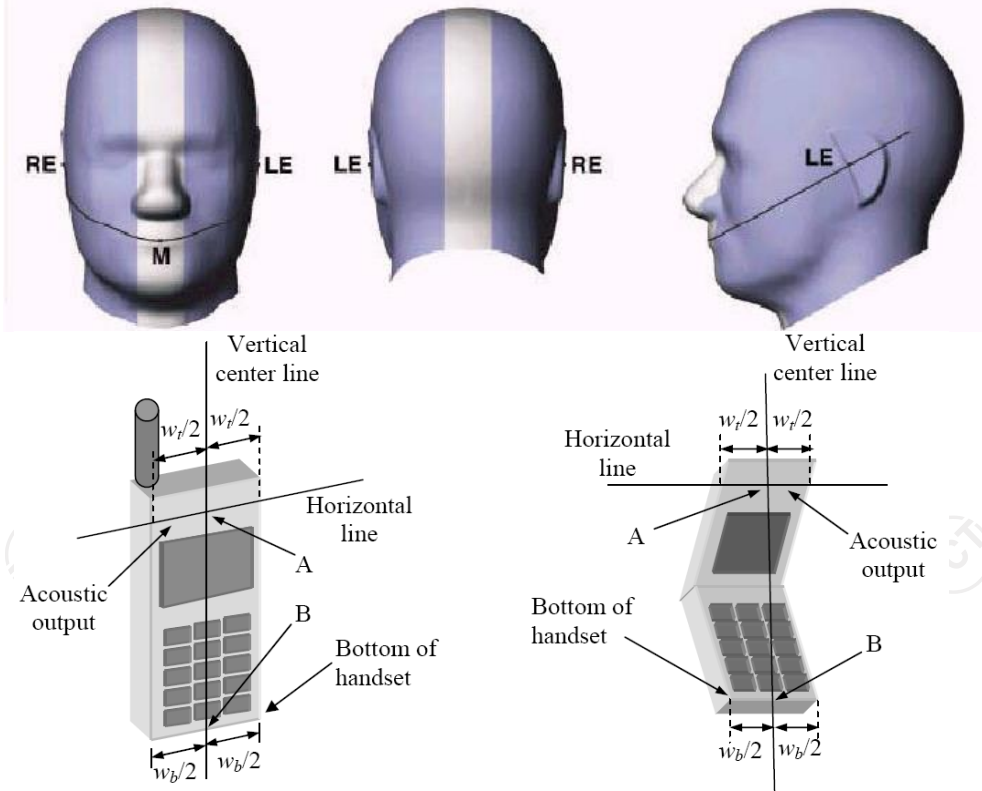 RE
LE
M
LE
RE
LE
Vertical
center line
w_t/2
w_t/2
Horizontal
line
A
Acoustic
output
B
Bottom of
handset
w_b/2
w_b/2
Vertical
center line
w_t/2
w_t/2
Horizontal
line
A
Acoustic
output
Bottom of
handset
B
w_b/2
w_b/2